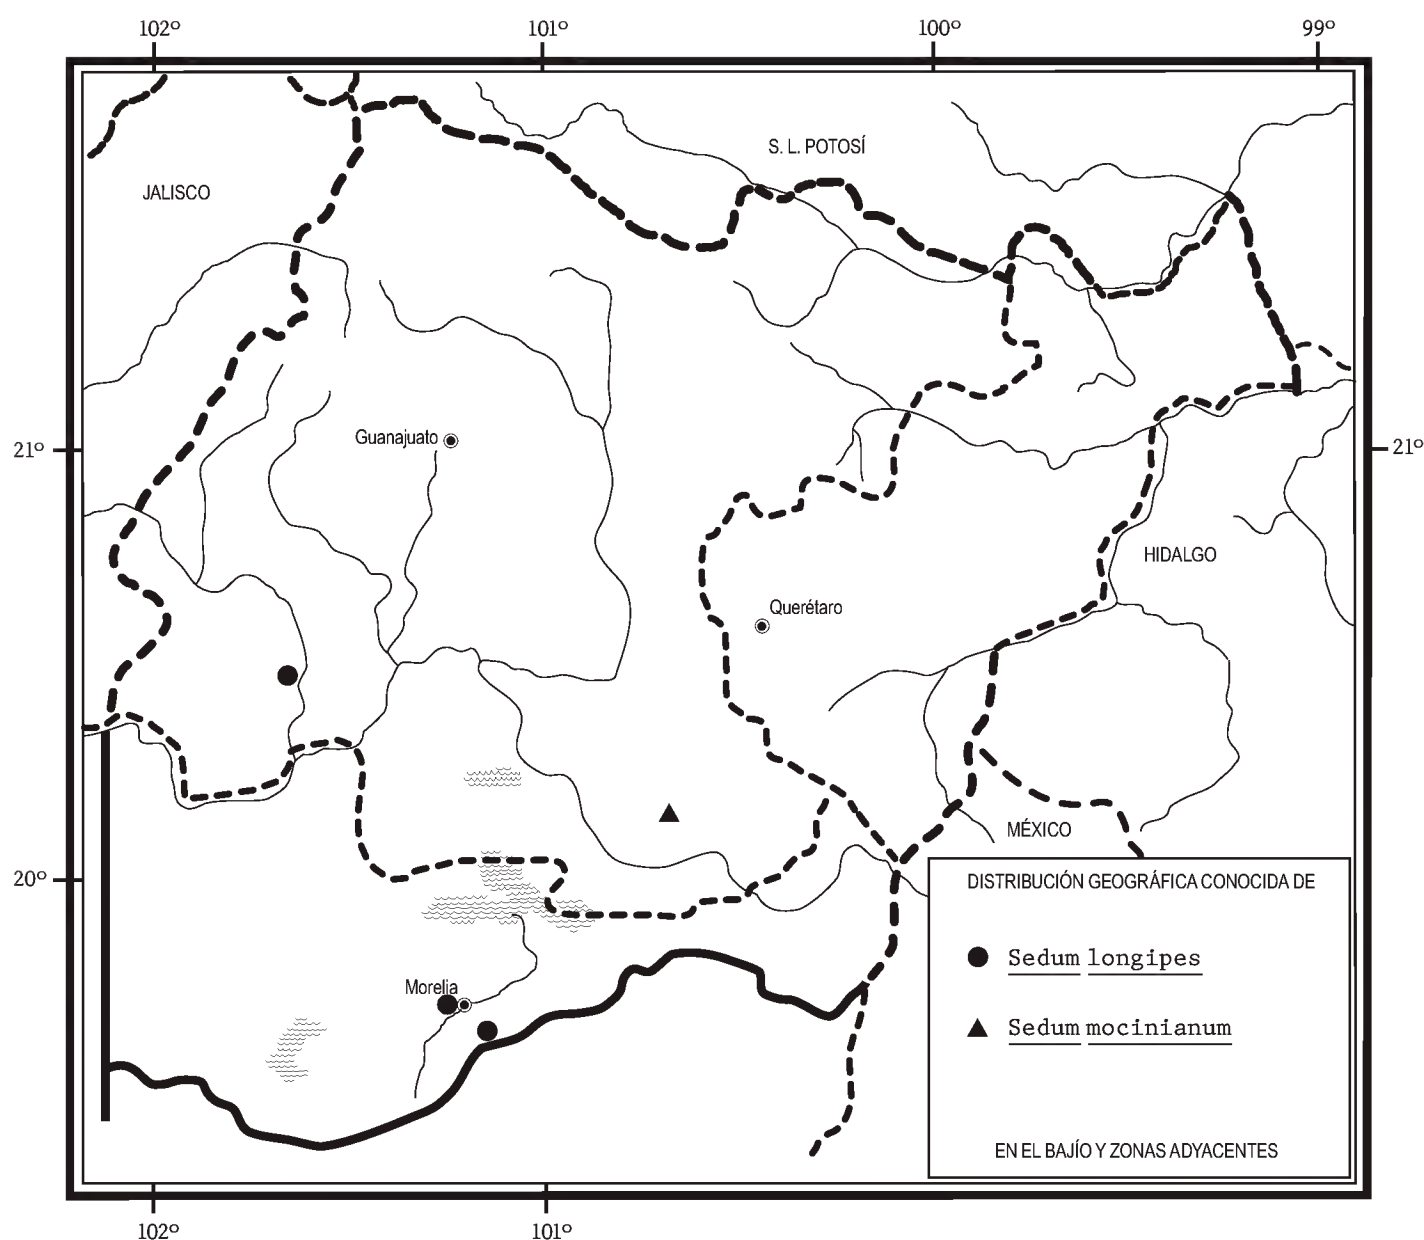 102º 101º 100º 99º
S. L. POTOSÍ
JALISCO
Guanajuato
21º 21º
HIDALGO
Querétaro
MÉXICO
20º
DISTRIBUCIÓN GEOGRÁFICA CONOCIDA DE
Sedum longipes
Morelia
Sedum mocinianum
EN EL BAJÍO Y ZONAS ADYACENTES
102º 101º